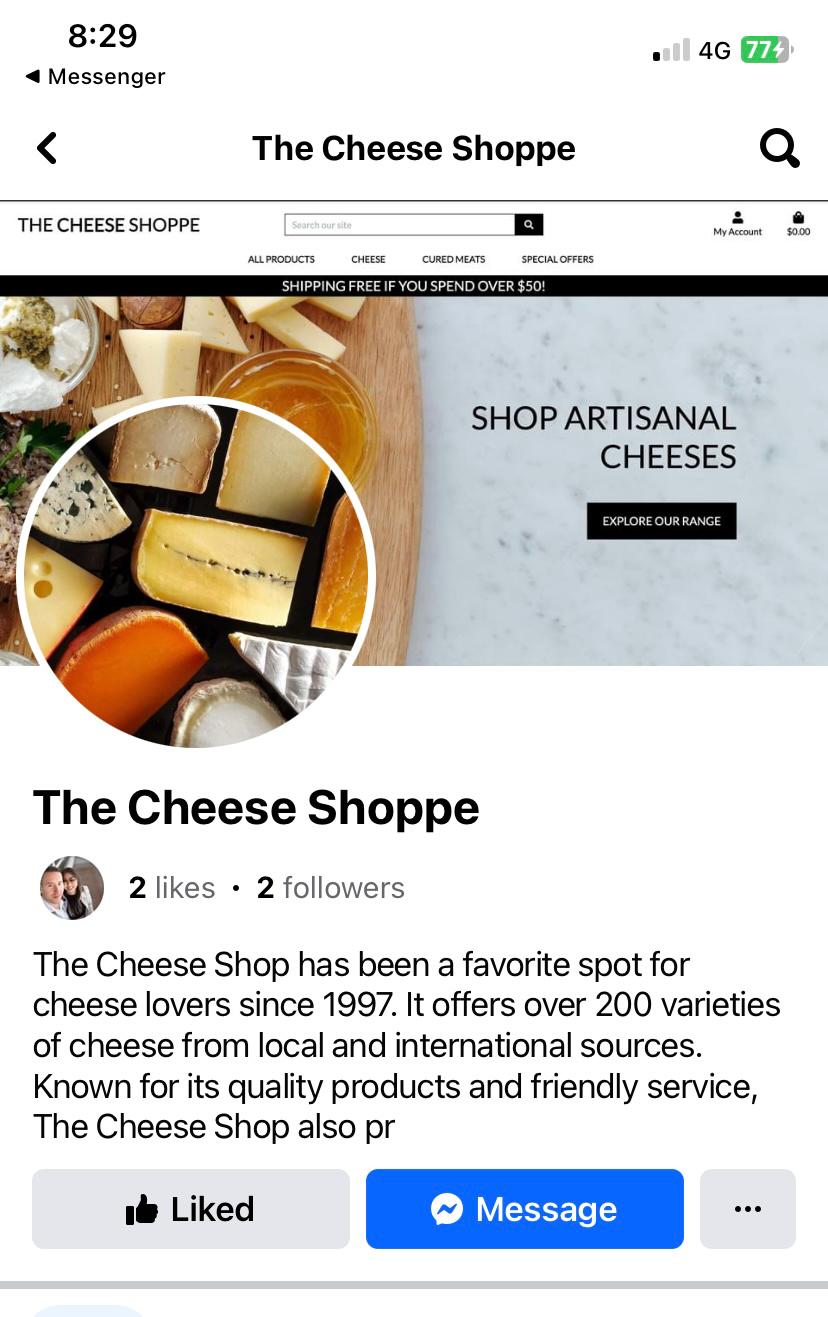 8:29
4G 77
◀ Messenger
The Cheese Shoppe
THE CHEESE SHOPPE
Search our site
My Account
$0.00
ALL PRODUCTS CHEESE CURED MEATS SPECIAL OFFERS
SHIPPING FREE IF YOU SPEND OVER $50!
SHOP ARTISANAL
CHEESES
EXPLORE OUR RANGE
The Cheese Shoppe
2 likes • 2 followers
The Cheese Shop has been a favorite spot for
cheese lovers since 1997. It offers over 200 varieties
of cheese from local and international sources.
Known for its quality products and friendly service,
The Cheese Shop also pr
Liked
Message